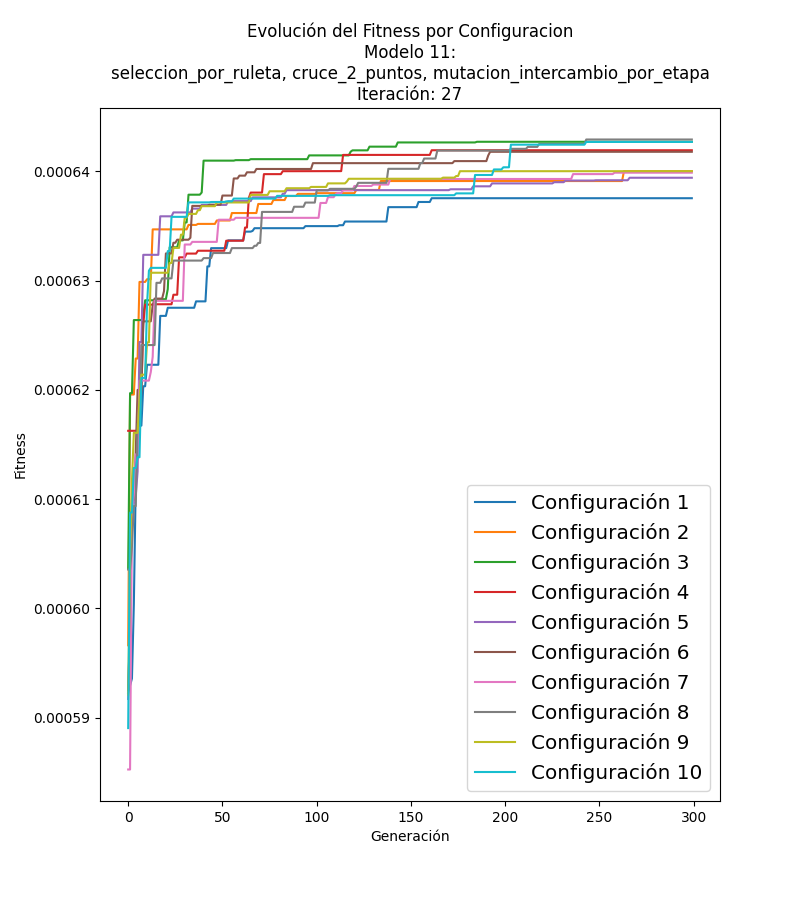 Evolución del Fitness por Configuracion
Modelo 11:
seleccion_por_ruleta, cruce_2_puntos, mutacion_intercambio_por_etapa
Iteración: 27
Fitness
0.00064
0.00063
0.00062
0.00061
0.00060
0.00059
Configuración 1
Configuración 2
Configuración 3
Configuración 4
Configuración 5
Configuración 6
Configuración 7
Configuración 8
Configuración 9
Configuración 10
0 50 100 150 200 250 300
Generación